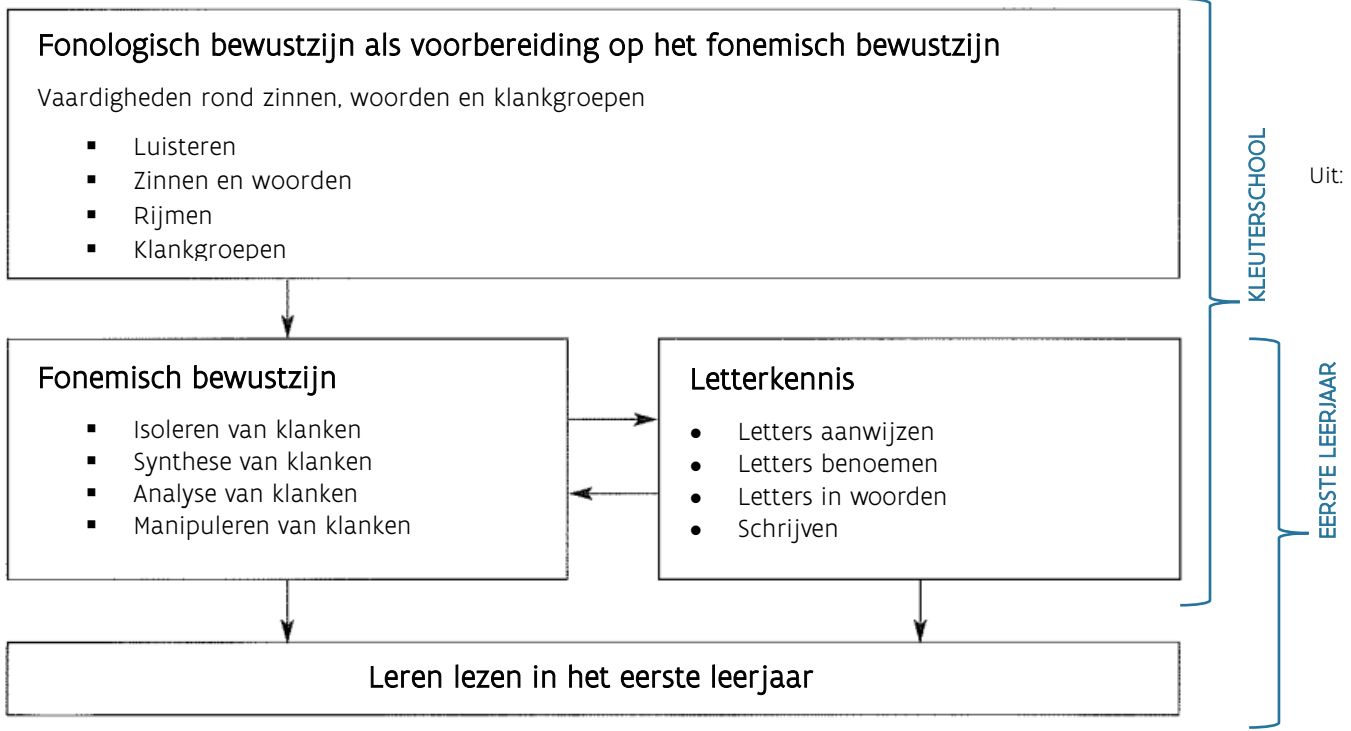 Fonologisch bewustzijn als voorbereiding op het fonemisch bewustzijn
Vaardigheden rond zinnen, woorden en klankgroepen
▪ Luisteren
▪ Zinnen en woorden
▪ Rijmen
▪ Klankgroepen
KLEUTERSCHOOL
Uit:
Fonemisch bewustzijn
▪ Isoleren van klanken
▪ Synthese van klanken
▪ Analyse van klanken
▪ Manipuleren van klanken
Letterkennis
• Letters aanwijzen
• Letters benoemen
• Letters in woorden
• Schrijven
EERSTE LEERJAAR
Leren lezen in het eerste leerjaar